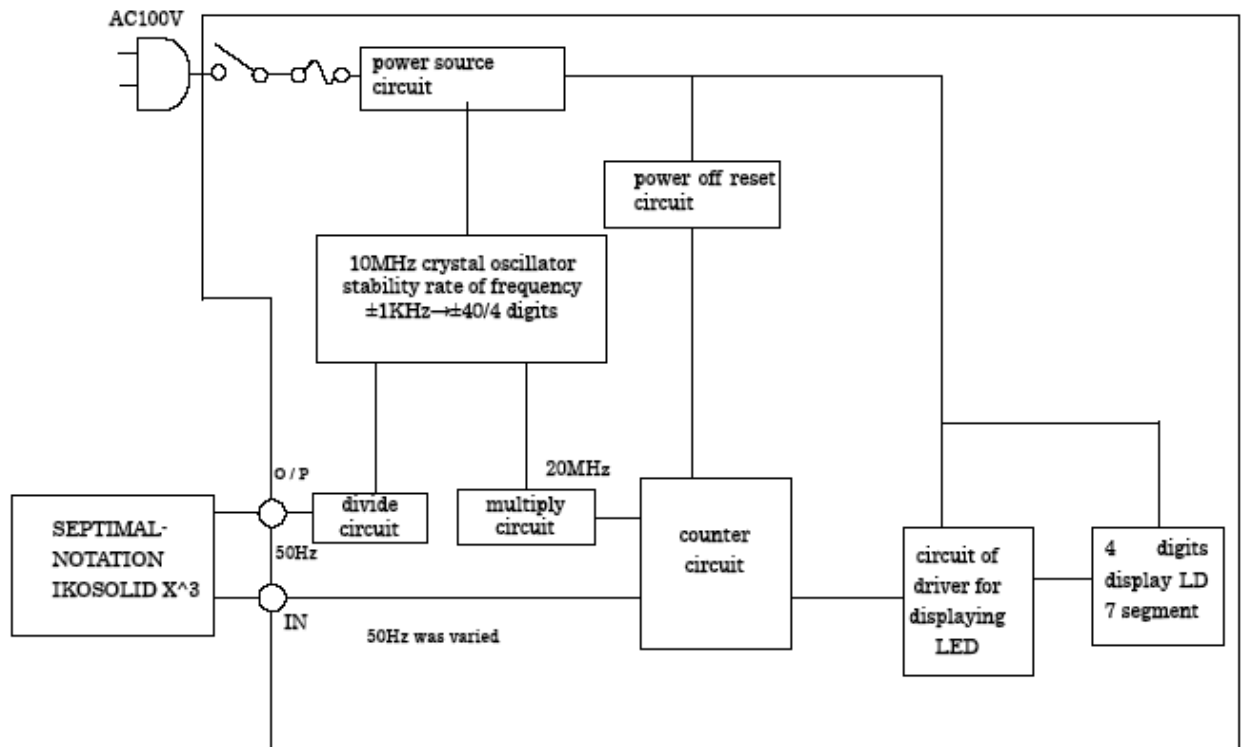 AC100V
power source
circuit
power off reset
circuit
10MHz crystal oscillator
stability rate of frequency
±1KHz→±40/4 digits
O / P
20MHz
divide
circuit
multiply
circuit
SEPTIMAL-
NOTATION
IKOSOLID X^3
50Hz
counter
circuit
circuit of
driver for
displaying
LED
4 digits
display LD
7 segment
IN
50Hz was varied